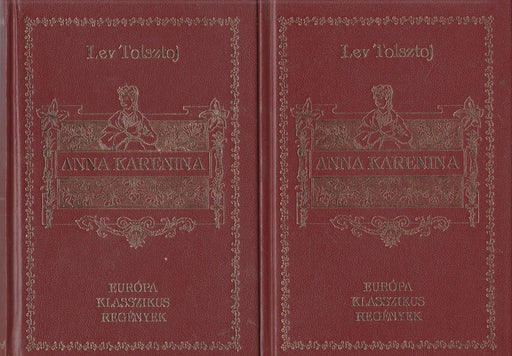 Lev Tolsztoj
ANNA KARENINA
EURÓPA
KLASSZIKUS
REGÉNYEK
Lev Tolsztoj
ANNA KARENINA
EURÓPA
KLASSZIKUS
REGÉNYEK